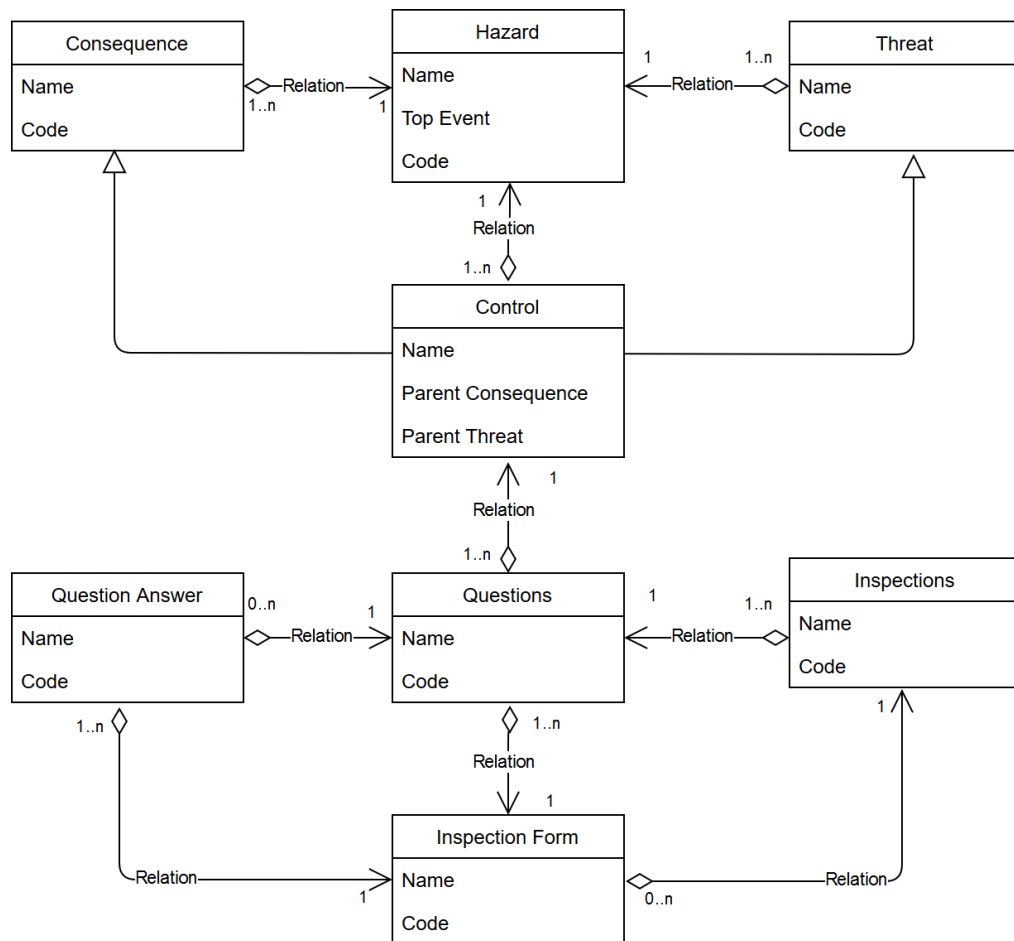 Consequence
Name
Code
Hazard
Name
Top Event
Code
Threat
Name
Code
1..n
Relation
1
1
Relation
1..n
1
Relation
1..n
Control
Name
Parent Consequence
Parent Threat
1
Relation
1..n
Question Answer
Name
Code
0..n
Relation
1
Questions
Name
Code
1
Relation
1..n
Inspections
Name
Code
1..n
Relation
1
1..n
Relation
1
Inspection Form
Name
Code
0..n
Relation
1